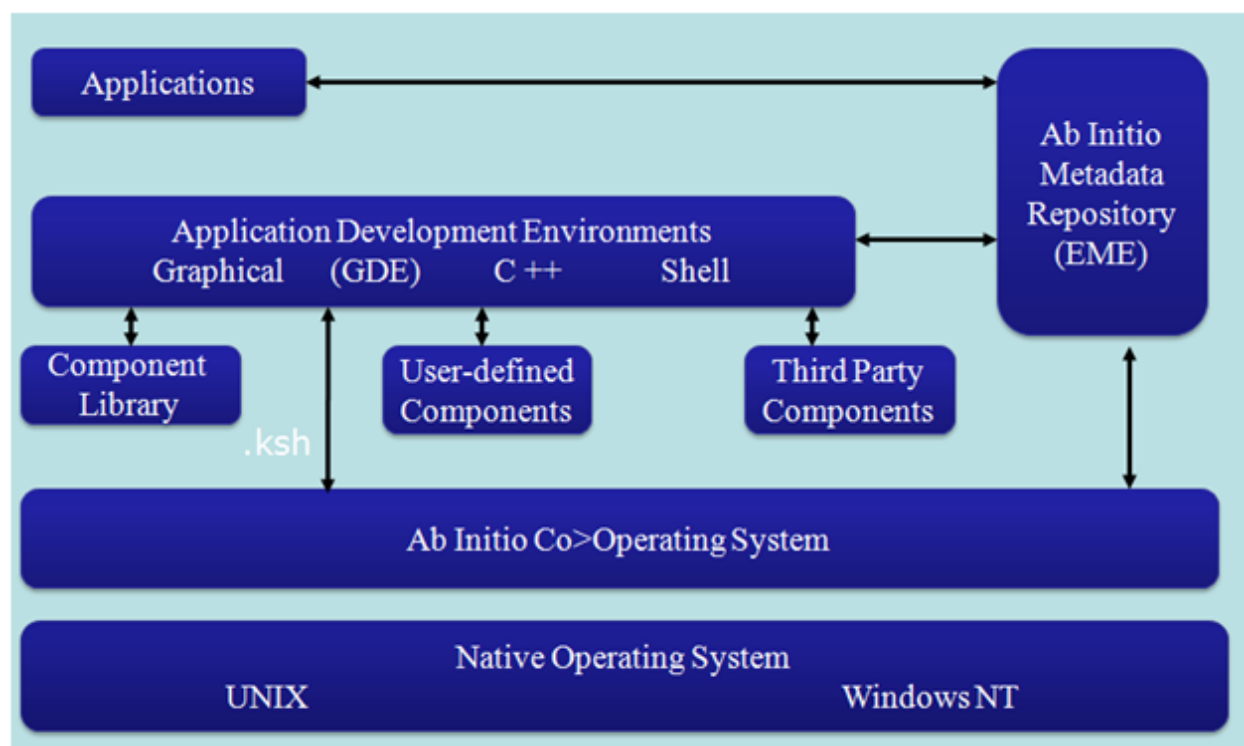 Applications
Ab Initio
Metadata
Repository
(EME)
Application Development Environments
Graphical (GDE) C ++ Shell
Component
Library
User-defined
Components
Third Party
Components
.ksh
Ab Initio Co>Operating System
Native Operating System
UNIX Windows NT